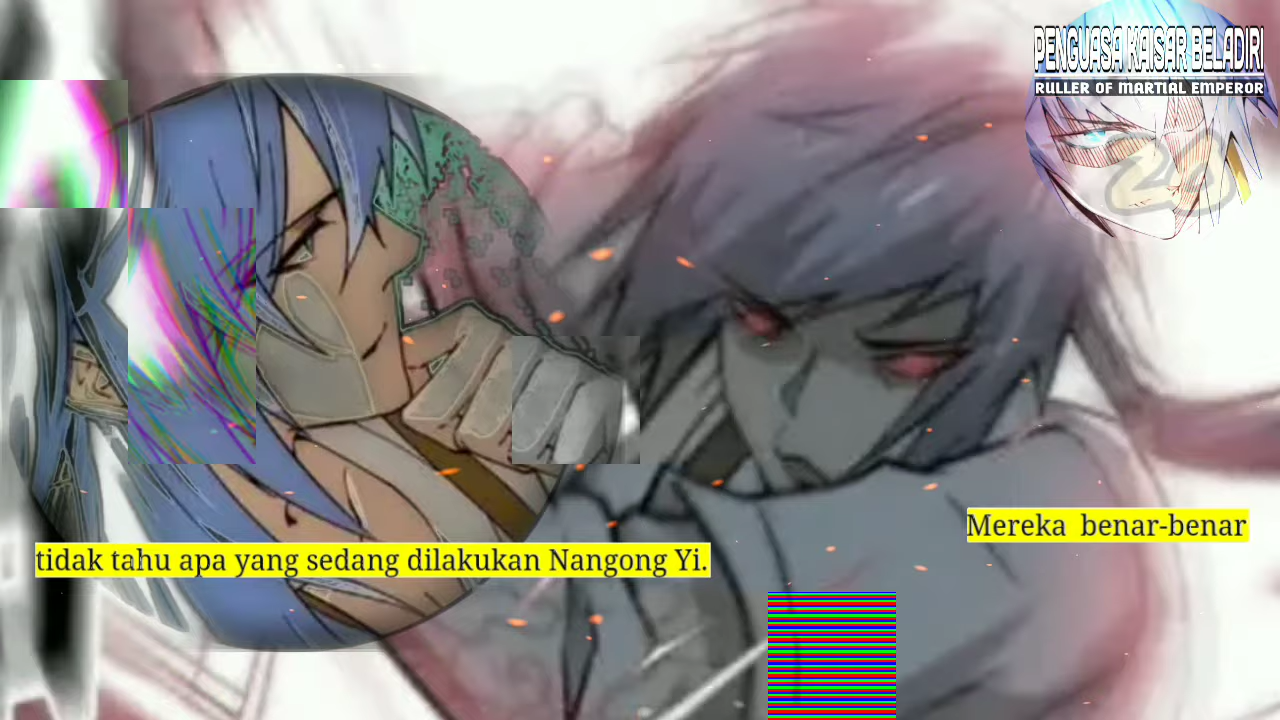 PENGUASA KAISAR BELADIRI
RULLER OF MARTIAL EMPEROR
Mereka benar-benar
tidak tahu apa yang sedang dilakukan Nangong Yi.